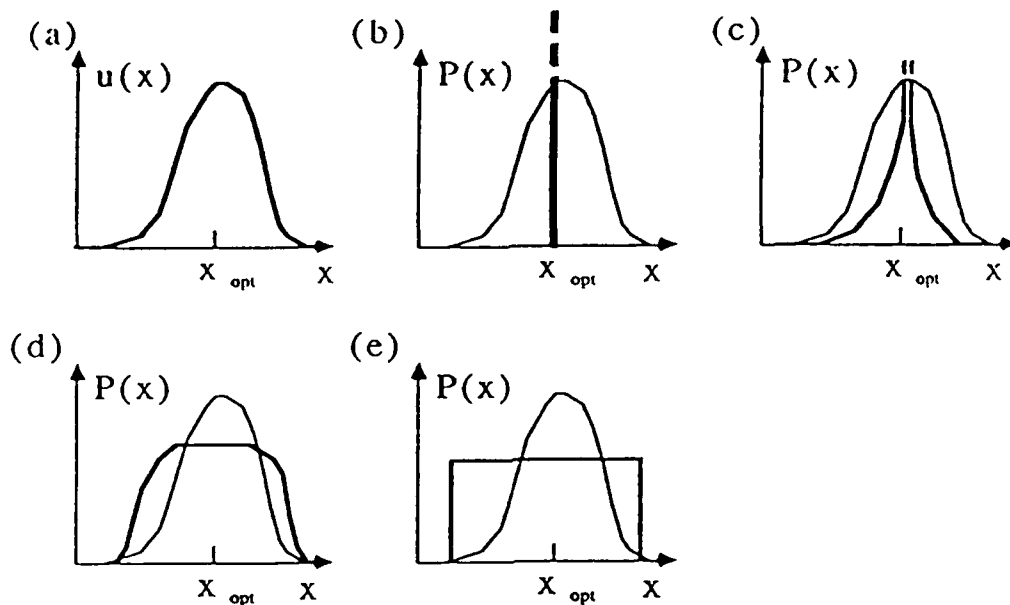 (a)
u(x)
x opt
x
(b)
P(x)
x opt
x
(c)
P(x)
x opt
x
(d)
P(x)
x opt
x
(e)
P(x)
x opt
x